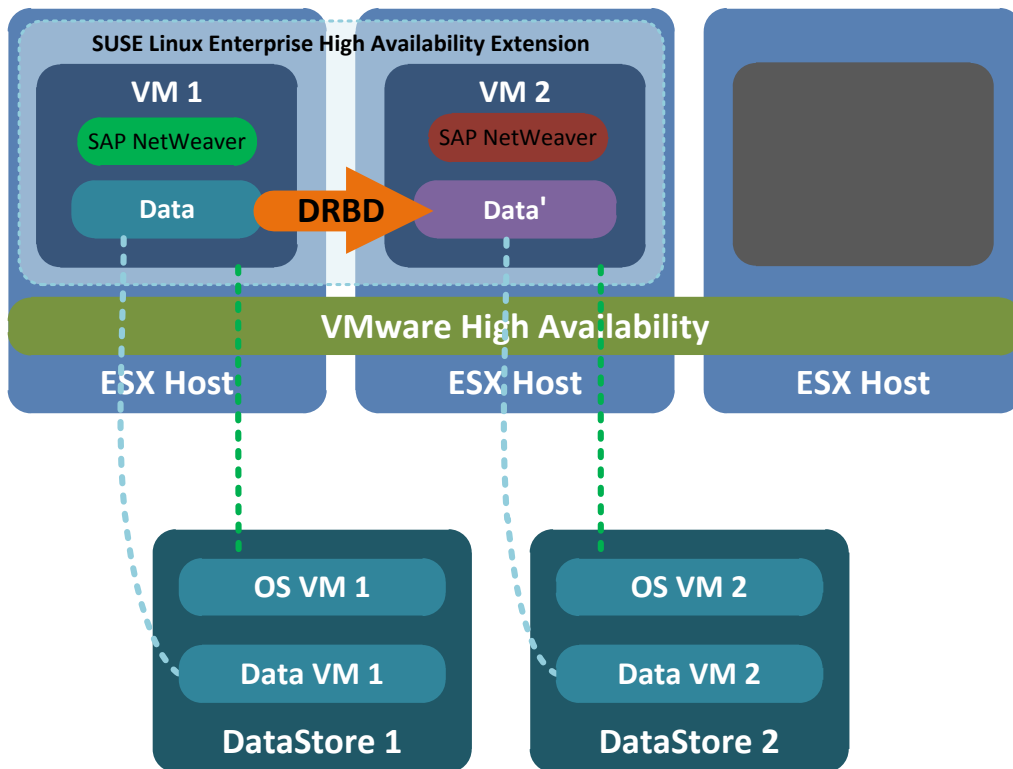 SUSE Linux Enterprise High Availability Extension
VM 1
VM 2
SAP NetWeaver
SAP NetWeaver
Data
DRBD
Data'
VMware High Availability
ESX Host
ESX Host
ESX Host
OS VM 1
OS VM 2
Data VM 1
Data VM 2
DataStore 1
DataStore 2